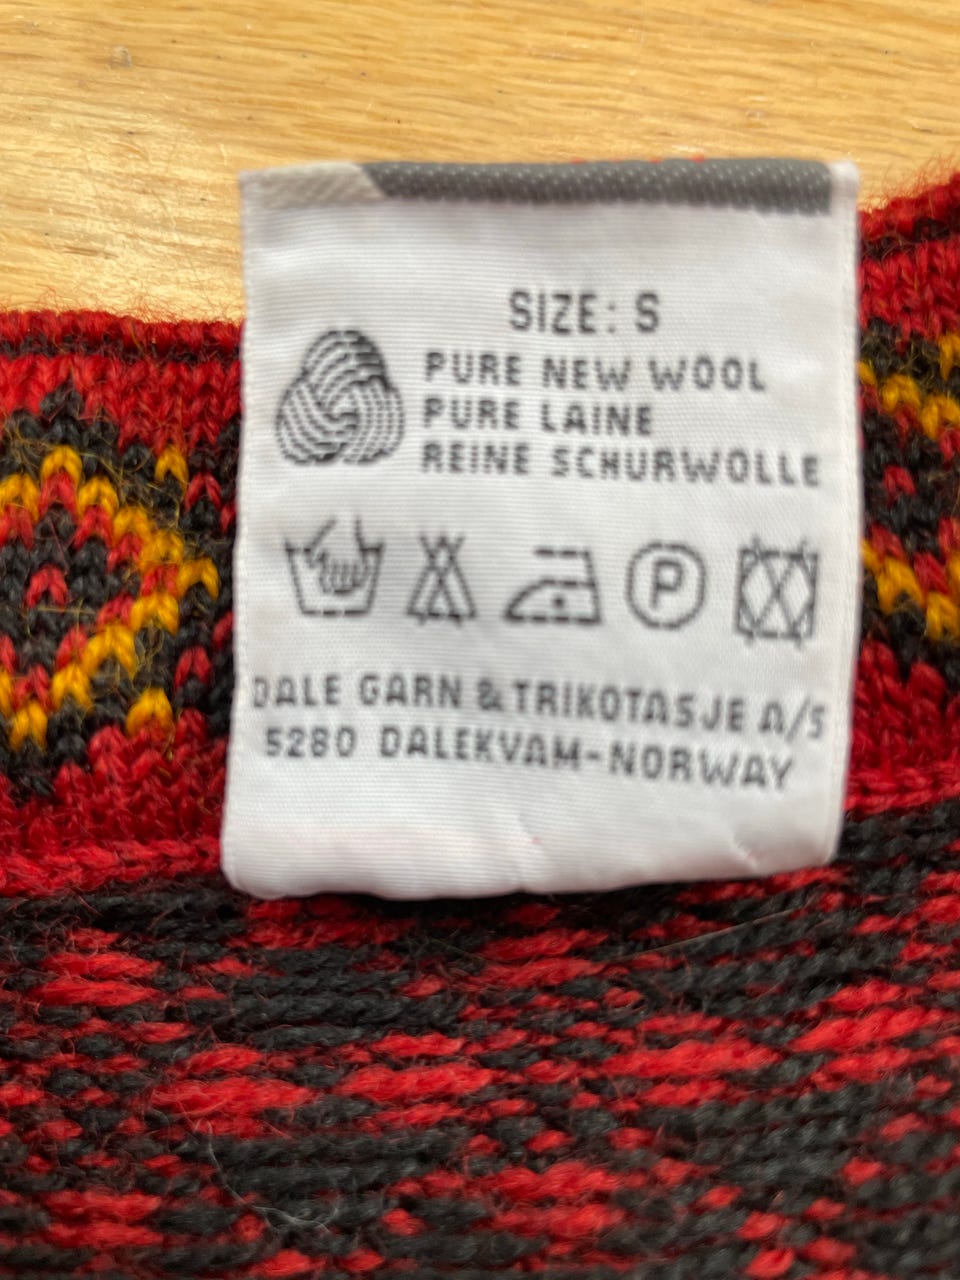 SIZE: S
PURE NEW WOOL
PURE LAINE
REINE SCHURWOLLE
P
DALE GARN & TRIKOTASJE A/S
5280 DALEKVAM-NORWAY